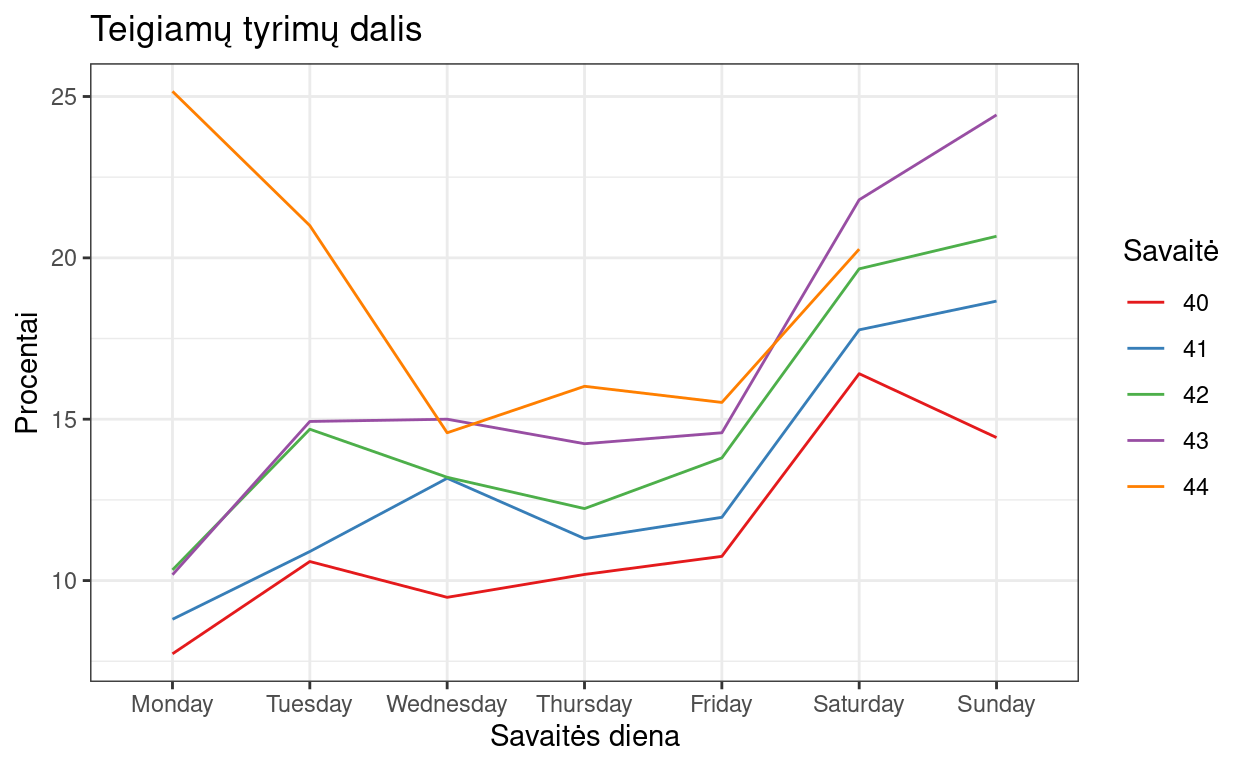 Teigiamų tyrimų dalis
Procentai
25
20
15
10
Monday Tuesday Wednesday Thursday Friday Saturday Sunday
Savaitės diena
Savaitė
40
41
42
43
44